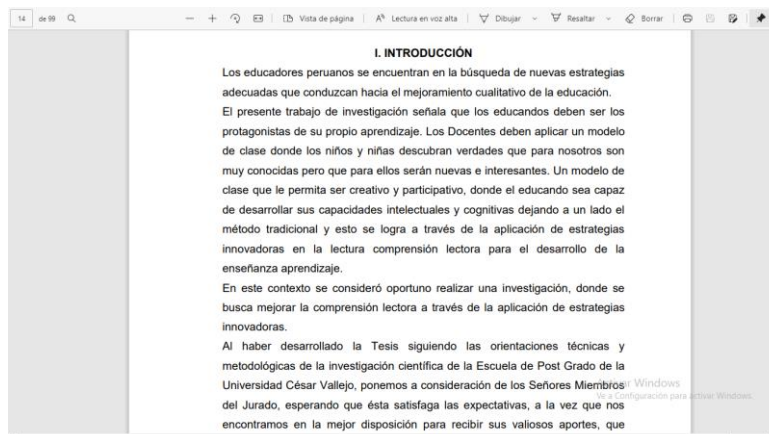 14 de 99
Vista de página
Lectura en voz alta
Dibujar
Resaltar
Borrar
I. INTRODUCCIÓN
Los educadores peruanos se encuentran en la búsqueda de nuevas estrategias
adecuadas que conduzcan hacia el mejoramiento cualitativo de la educación.
El presente trabajo de investigación señala que los educandos deben ser los
protagonistas de su propio aprendizaje. Los Docentes deben aplicar un modelo
de clase donde los niños y niñas descubran verdades que para nosotros son
muy conocidas pero que para ellos serán nuevas e interesantes. Un modelo de
clase que le permita ser creativo y participativo, donde el educando sea capaz
de desarrollar sus capacidades intelectuales y cognitivas dejando a un lado el
método tradicional y esto se logra a través de la aplicación de estrategias
innovadoras en la lectura comprensión lectora para el desarrollo de la
enseñanza aprendizaje.
En este contexto se consideró oportuno realizar una investigación, donde se
busca mejorar la comprensión lectora a través de la aplicación de estrategias
innovadoras.
Al haber desarrollado la Tesis siguiendo las orientaciones técnicas y
metodológicas de la investigación científica de la Escuela de Post Grado de la
Universidad César Vallejo, ponemos a consideración de los Señores Miembros
del Jurado, esperando que ésta satisfaga las expectativas, a la vez que nos
encontramos en la mejor disposición para recibir sus valiosos aportes, que
Activar Windows
Ve a Configuración para activar Windows.